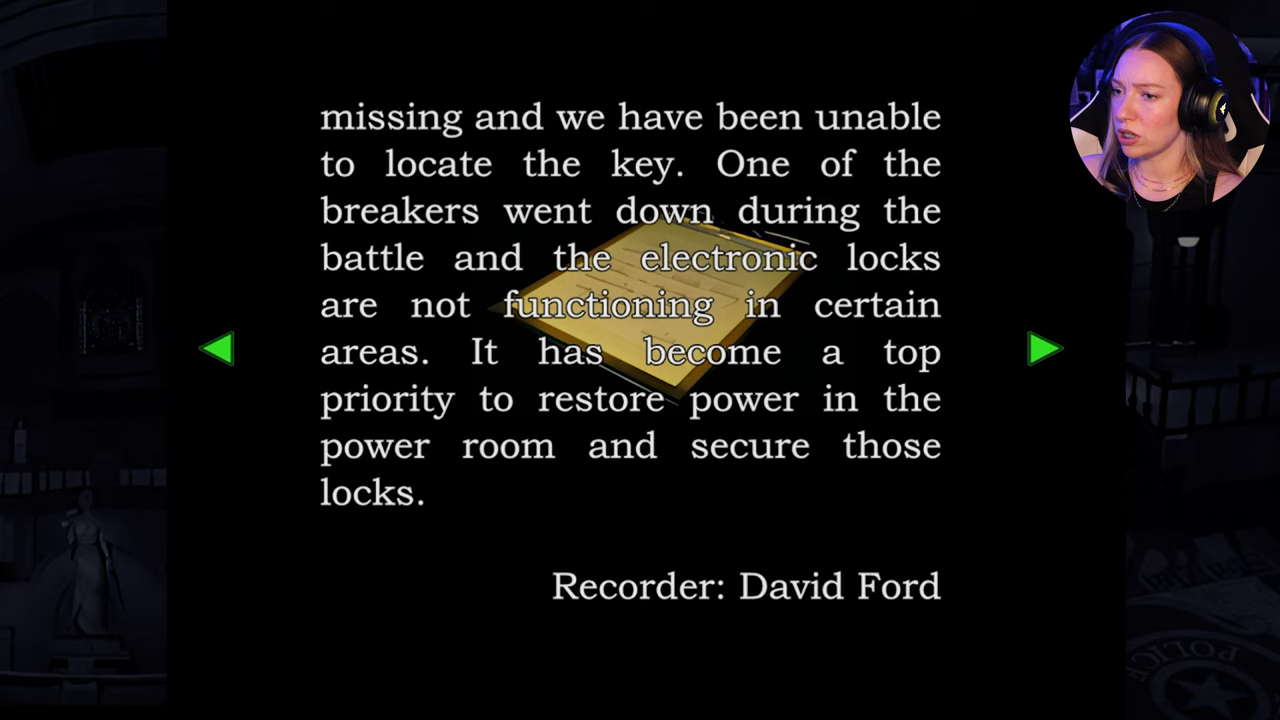 missing and we have been unable
to locate the key. One of the
breakers went down during the
battle and the electronic locks
are not functioning in certain
areas. It has become a top
priority to restore power in the
power room and secure those
locks.
Recorder: David Ford
POLICE